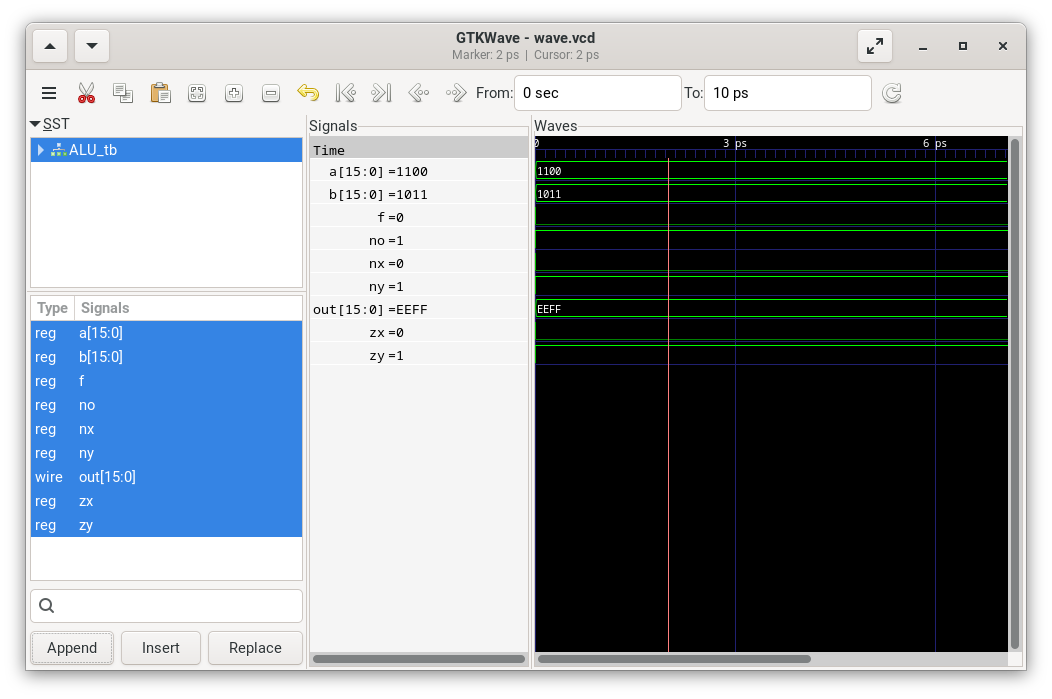 GTKWave - wave.vcd
Marker: 2 ps | Cursor: 2 ps
From: 0 sec To: 10 ps
SST
ALU_tb
Type Signals
reg a[15:0]
reg b[15:0]
reg f
reg no
reg nx
reg ny
wire out[15:0]
reg zx
reg zy
Append Insert Replace
Signals
Time
a[15:0] =1100
b[15:0] =1011
f =0
no =1
nx =0
ny =1
out[15:0] =EEFF
zx =0
zy =1
Waves
0 3 ps 6 ps
1100
1011
EEFF